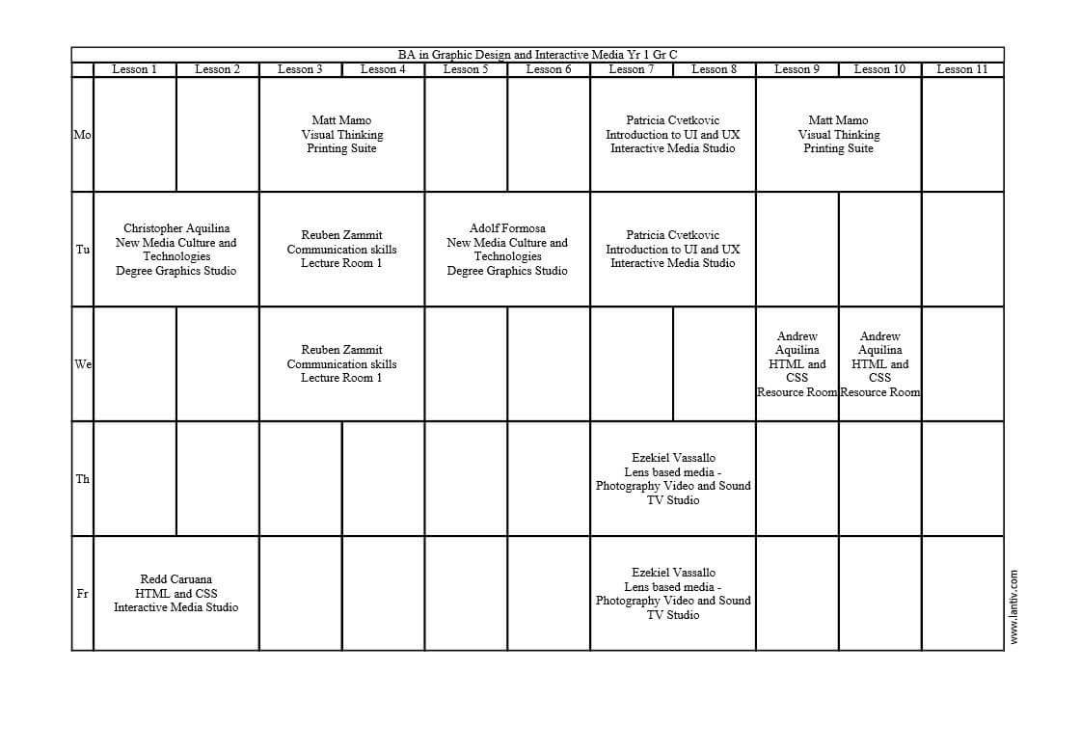 BA in Graphic Design and Interactive Media Yr 1 Gr C
Lesson 1 Lesson 2 Lesson 3 Lesson 4 Lesson 5 Lesson 6 Lesson 7 Lesson 8 Lesson 9 Lesson 10 Lesson 11
Mo
Matt Mamo
Visual Thinking
Printing Suite
Patricia Cvetkovic
Introduction to UI and UX
Interactive Media Studio
Matt Mamo
Visual Thinking
Printing Suite
Tu
Christopher Aquilina
New Media Culture and
Technologies
Degree Graphics Studio
Reuben Zammit
Communication skills
Lecture Room 1
Adolf Formosa
New Media Culture and
Technologies
Degree Graphics Studio
Patricia Cvetkovic
Introduction to UI and UX
Interactive Media Studio
We
Reuben Zammit
Communication skills
Lecture Room 1
Andrew
Aquilina
HTML and
CSS
Resource Room
Andrew
Aquilina
HTML and
CSS
Resource Room
Th
Ezekiel Vassallo
Lens based media -
Photography Video and Sound
TV Studio
Fr
Redd Caruana
HTML and CSS
Interactive Media Studio
Ezekiel Vassallo
Lens based media -
Photography Video and Sound
TV Studio
www.lantiv.com